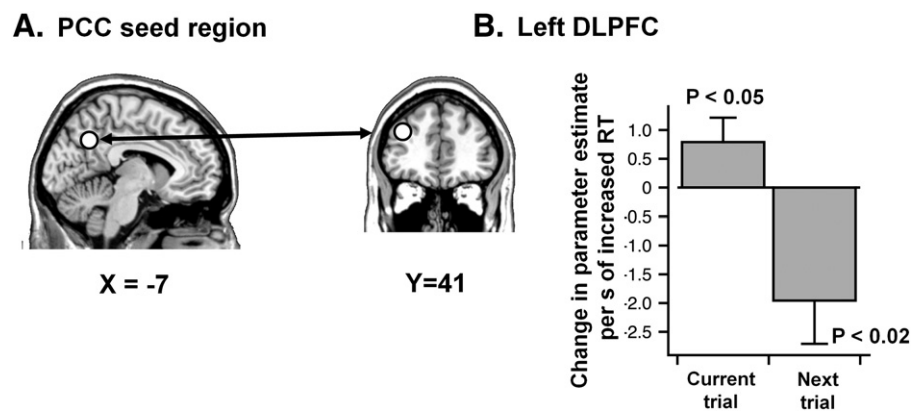 A. PCC seed region
X = -7
Y=41
B. Left DLPFC
Change in parameter estimate
per s of increased RT
P < 0.05
1.0
0.5
0
-0.5
-1.0
-1.5
-2.0
-2.5
P < 0.02
Current
trial
Next
trial